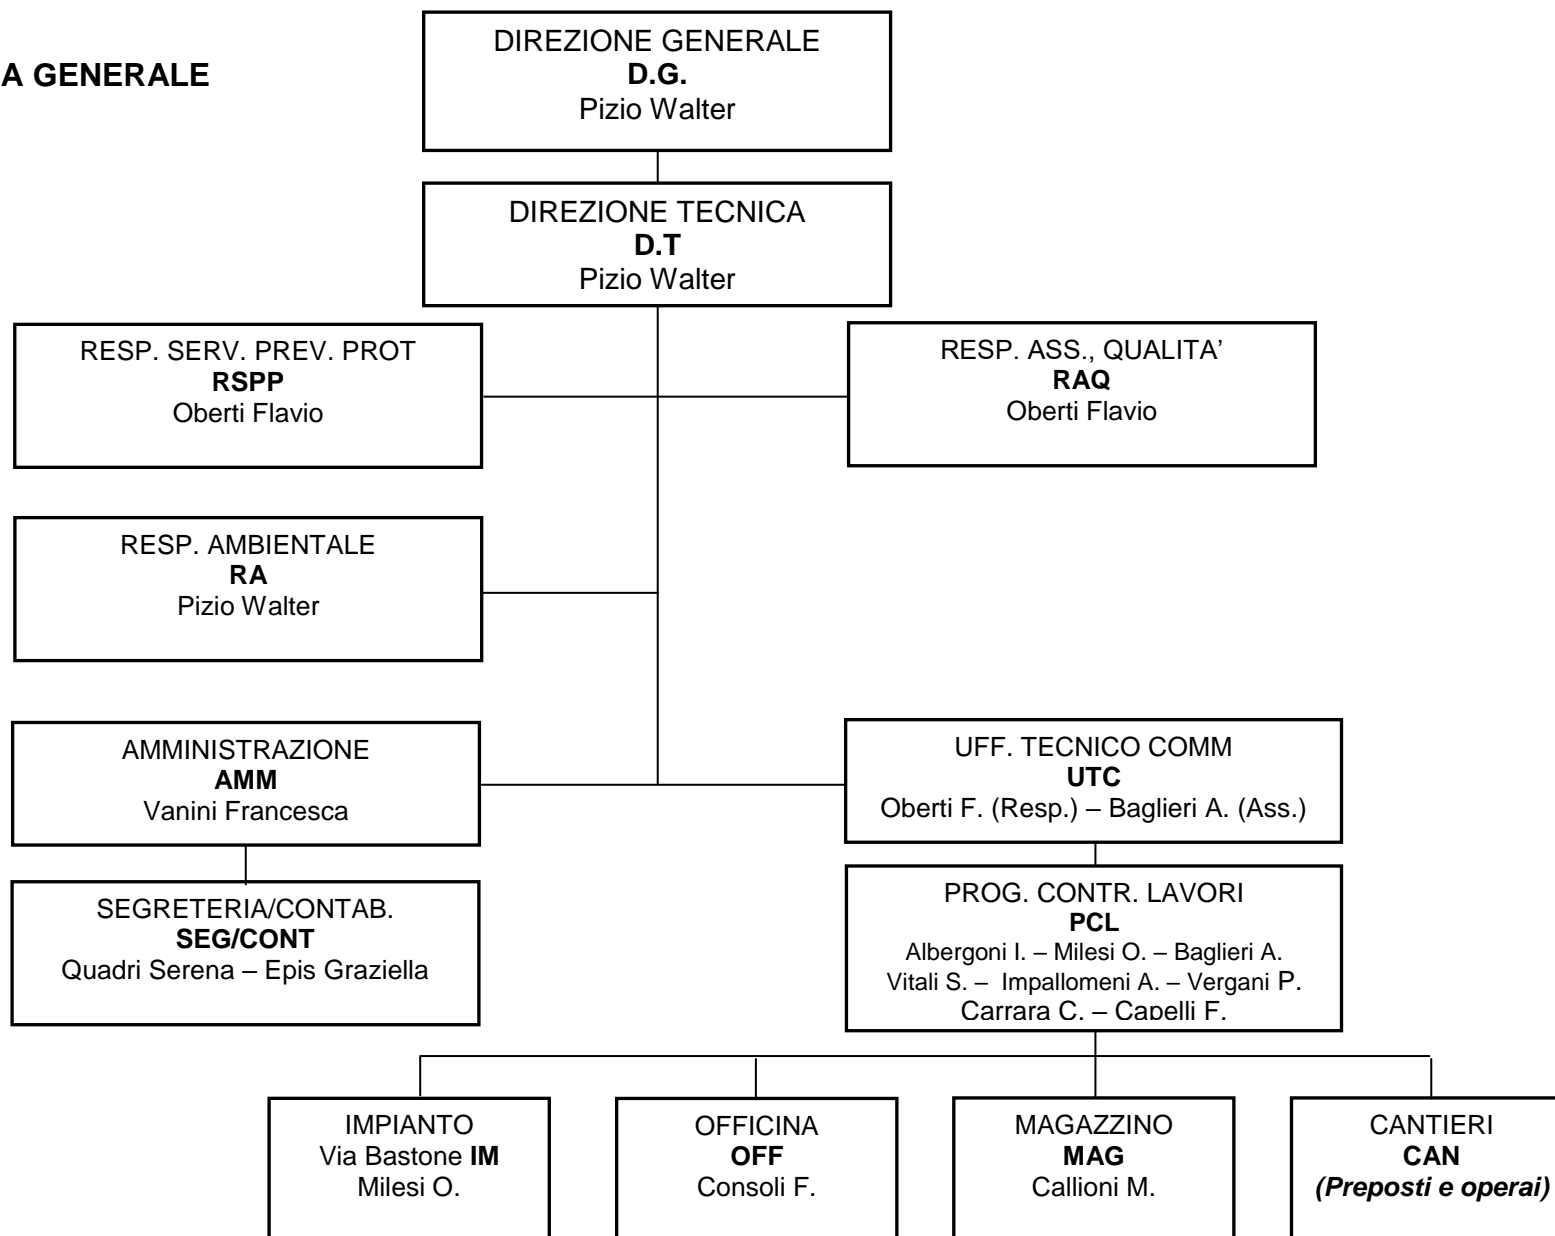 A GENERALE
DIREZIONE GENERALE
D.G.
Pizio Walter
DIREZIONE TECNICA
D.T
Pizio Walter
RESP. SERV. PREV. PROT
RSPP
Oberti Flavio
RESP. ASS., QUALITA’
RAQ
Oberti Flavio
RESP. AMBIENTALE
RA
Pizio Walter
AMMINISTRAZIONE
AMM
Vanini Francesca
UFF. TECNICO COMM
UTC
Oberti F. (Resp.) – Baglieri A. (Ass.)
SEGRETERIA/CONTAB.
SEG/CONT
Quadri Serena – Epis Graziella
PROG. CONTR. LAVORI
PCL
Albergoni I. – Milesi O. – Baglieri A.
Vitali S. – Impallomeni A. – Vergani P.
Carrara C. – Capelli F.
IMPIANTO
Via Bastone IM
Milesi O.
OFFICINA
OFF
Consoli F.
MAGAZZINO
MAG
Callioni M.
CANTIERI
CAN
(Preposti e operai)